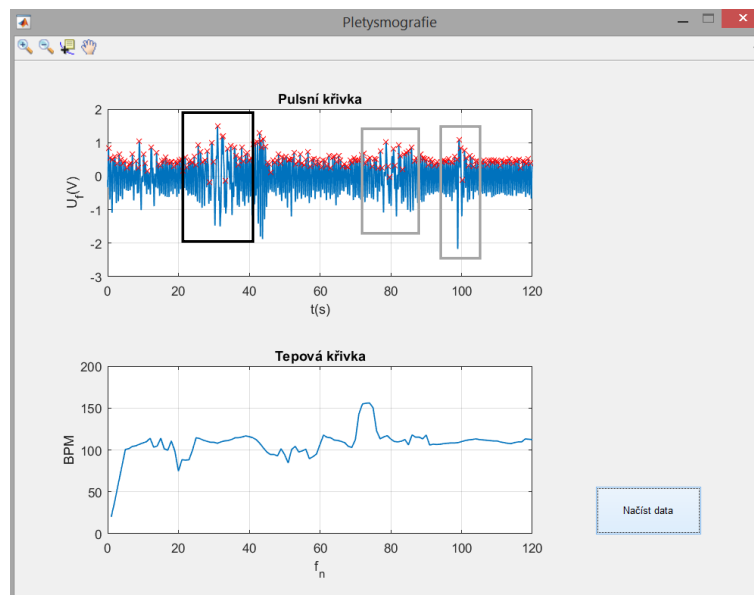 Pletysmografie
Pulsní křivka
2
1
0
-1
-2
-3
U_f(V)
0 20 40 60 80 100 120
t(s)
Tepová křivka
200
150
100
50
0
BPM
0 20 40 60 80 100 120
f_n
Načíst data